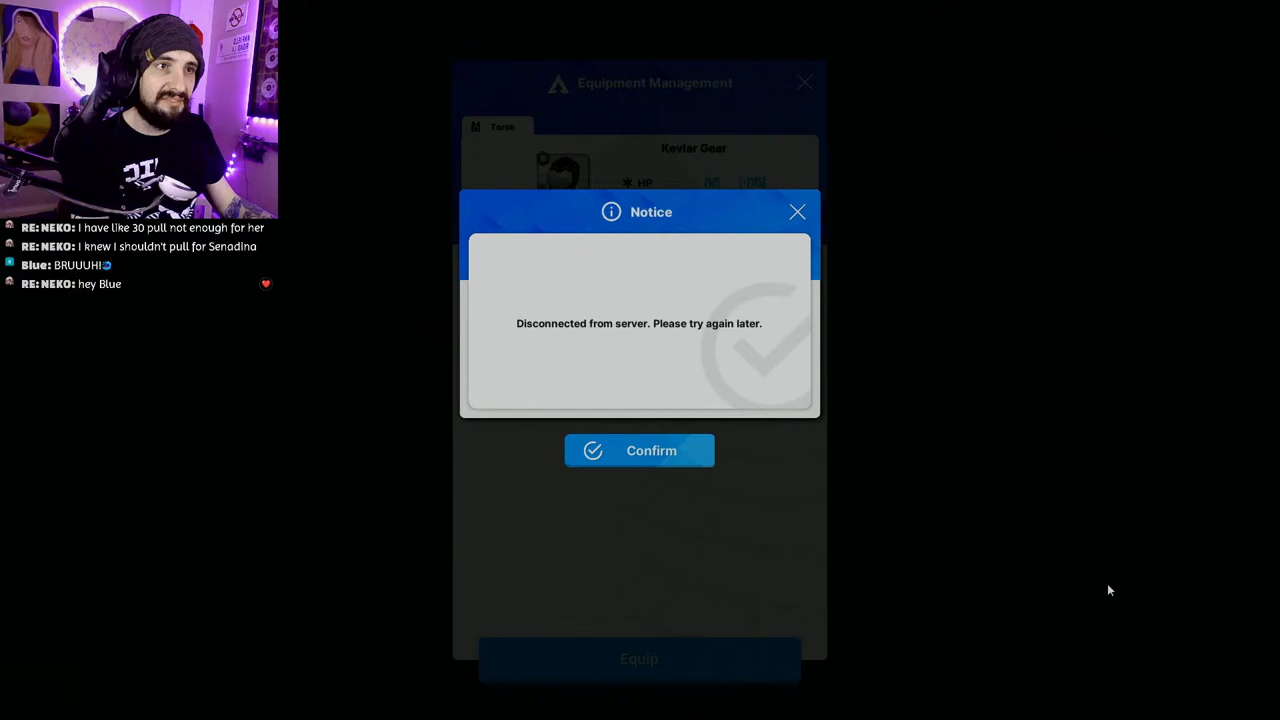 RE: NEKO: I have like 30 pull not enough for her
RE: NEKO: I knew I shouldn't pull for Senadina
Blue: BRUUUH!
RE: NEKO: hey Blue
Equipment Management
Torso
Kevlar Gear
HP
Notice
Disconnected from server. Please try again later.
Confirm
Equip